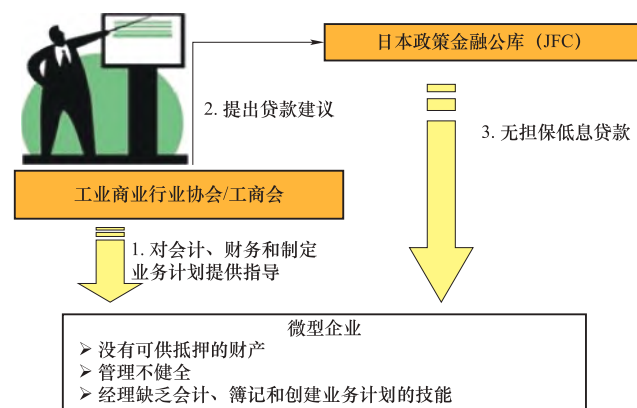 日本政策金融公库（JFC）
2. 提出贷款建议
3. 无担保低息贷款
工业商业行业协会/工商会
1. 对会计、财务和制定
业务计划提供指导
微型企业
➢ 没有可供抵押的财产
➢ 管理不健全
➢ 经理缺乏会计、簿记和创建业务计划的技能